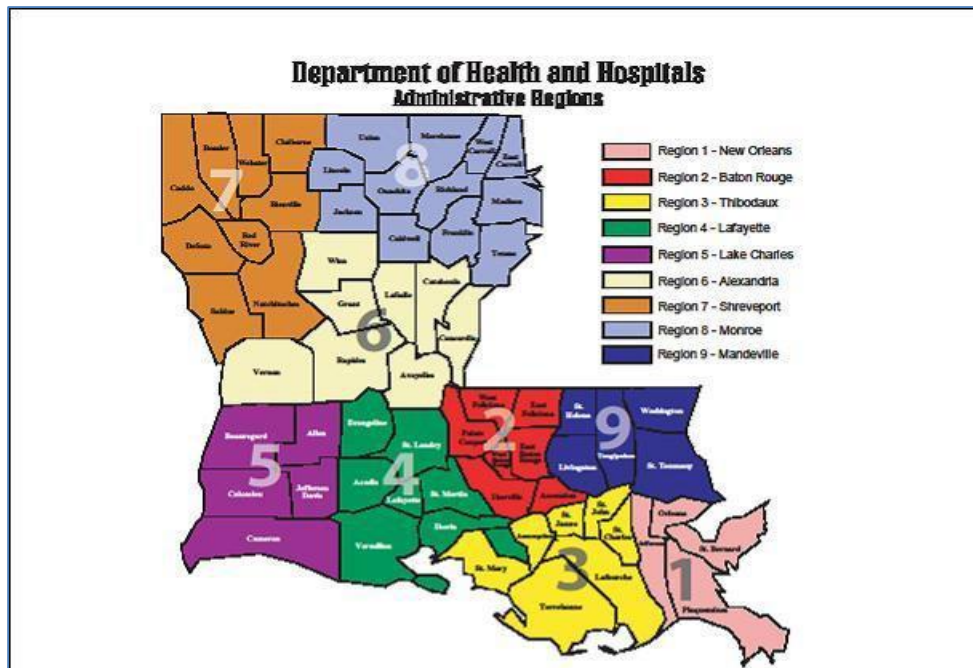 Department of Health and Hospitals
Administrative Regions
Region 1 - New Orleans
Region 2 - Baton Rouge
Region 3 - Thibodaux
Region 4 - Lafayette
Region 5 - Lake Charles
Region 6 - Alexandria
Region 7 - Shreveport
Region 8 - Monroe
Region 9 - Mandeville
Caddo
Bossier
Webster
Claiborne
Bienville
Red River
DeSoto
Sabine
Natchitoches
7
Union
Morehouse
West Carroll
East Carroll
Lincoln
Ouachita
Richland
Madison
Jackson
Caldwell
Franklin
Tensas
8
Winn
Grant
LaSalle
Catahoula
Concordia
Rapides
Avoyelles
Vernon
6
Beauregard
Allen
Calcasieu
Jefferson Davis
Cameron
5
Evangeline
St. Landry
Acadia
Lafayette
St. Martin
Iberia
Vermilion
4
West Feliciana
East Feliciana
Pointe Coupee
East Baton Rouge
Iberville
Ascension
2
St. Helena
Washington
Tangipahoa
Livingston
St. Tammany
9
Assumption
St. James
St. John
St. Charles
St. Mary
Lafourche
Terrebonne
3
Orleans
Jefferson
St. Bernard
Plaquemines
1